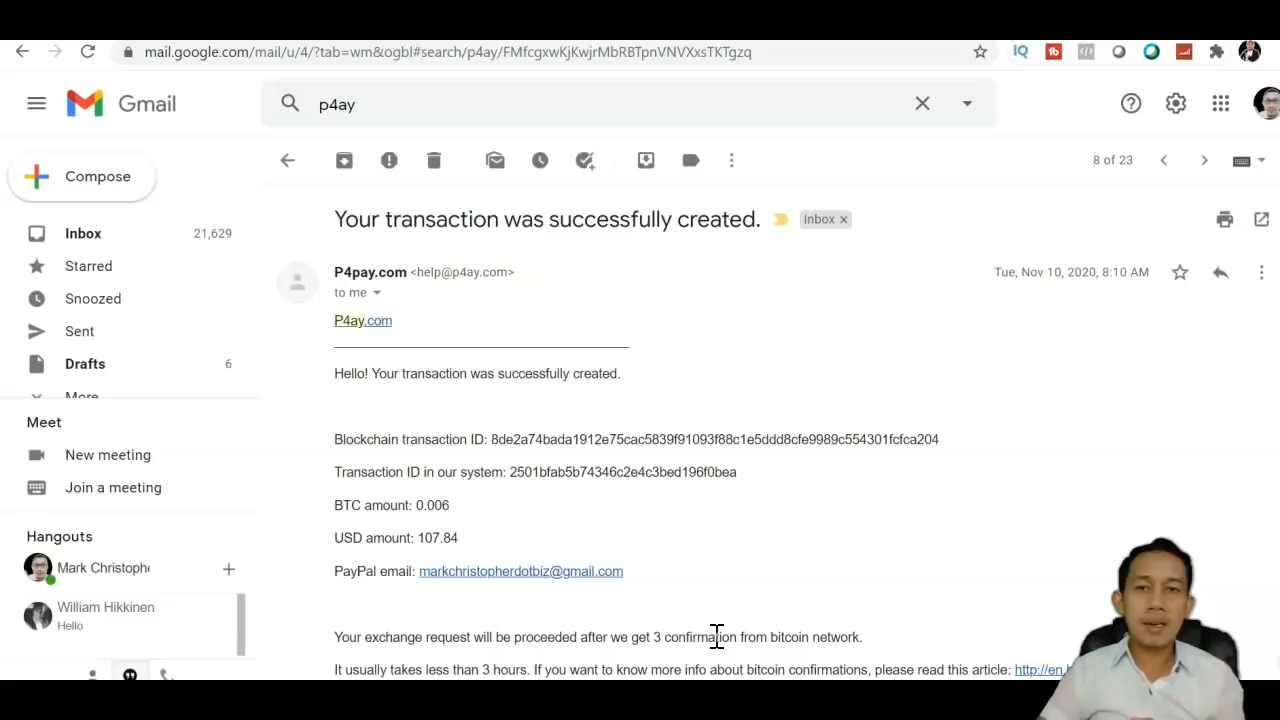 mail.google.com/mail/u/4/?tab=wm&ogbl#search/p4ay/FMfcgxwKjKwjrMbRBTpnVNVXxsTKTgzq
Gmail
p4ay
Compose
8 of 23
Your transaction was successfully created.
Inbox
Inbox 21,629
Starred
Snoozed
Sent
Drafts 6
More
Meet
New meeting
Join a meeting
Hangouts
Mark Christophe
William Hikkinen
Hello
P4pay.com <help@p4ay.com>
Tue, Nov 10, 2020, 8:10 AM
to me
P4ay.com
Hello! Your transaction was successfully created.
Blockchain transaction ID: 8de2a74bada1912e75cac5839f91093f88c1e5ddd8cfe9989c554301fcfca204
Transaction ID in our system: 2501bfab5b74346c2e4c3bed196f0bea
BTC amount: 0.006
USD amount: 107.84
PayPal email: markchristopherdotbiz@gmail.com
Your exchange request will be proceeded after we get 3 confirmation from bitcoin network.
It usually takes less than 3 hours. If you want to know more info about bitcoin confirmations, please read this article: http://en.